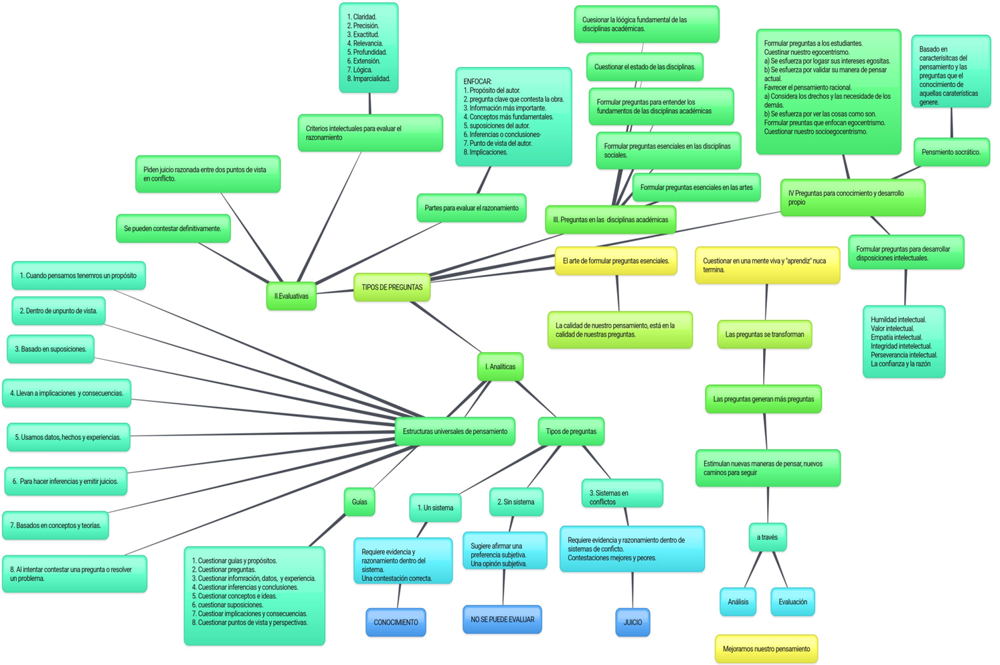 1. Claridad.
2. Precisión.
3. Exactitud.
4. Relevancia.
5. Profundidad.
6. Extensión.
7. Lógica.
8. Imparcialidad.
Criterios intelectuales para evaluar el
razonamiento
Piden juicio razonada entre dos puntos de vista
en conflicto.
Se pueden contestar definitivamente.
ENFOCAR:
1. Propósito del autor.
2. pregunta clave que contesta la obra.
3. Información más importante.
4. Conceptos más fundamentales.
5. suposiciones del autor.
6. Inferencias o conclusiones-
7. Punto de vista del autor.
8. Implicaciones.
Partes para evaluar el razonamiento
Cuesionar la lóógica fundamental de las
disciplinas académicas.
Cuestionar el estado de las disciplinas.
Formular preguntas para entender los
fundamentos de las disciplinas académicas
Formular preguntas esenciales en las disciplinas
sociales.
Formular preguntas esenciales en las artes
III. Preguntas en las disciplinas académicas
Formular preguntas a los estudiantes.
Cuestinar nuestro egocentrismo.
a) Se esfuerza por logasr sus intereses egositas.
b) Se esfuerza por validar su manera de pensar
actual.
Favrecer el pensamiento racional.
a) Considera los drechos y las necesidade de los
demás.
b) Se esfuerza por ver las cosas como son.
Formular preuntas que enfocan egocentrismo.
Cuestionar nuestro socioegocentrismo.
Basado en
caracterísitcas del
pensamiento y las
preguntas que el
conocimiento de
aquellas caraterísticas
genere.
Pensmiento socrático.
IV Preguntas para conocimiento y desarrollo
propio
Formular preguntas para desarrollar
disposiciones intelectuales.
Humildad intelectual.
Valor intelectual.
Empatía intelectual.
Integridad intetelectual.
Perseverancia intelectual.
La confianza y la razón
El arte de formular preguntas esenciales.
La calidad de nuestro pensamiento, está en la
calidad de nuestras preguntas.
TIPOS DE PREGUNTAS
II.Evaluativas
I. Analíticas
1. Cuando pensamos tenemros un propósito
2. Dentro de unpunto de vista.
3. Basado en suposiciones.
4. Llevan a implicaciones y consecuencias.
5. Usamos datos, hechos y experiencias.
6. Para hacer inferencias y emitir juicios.
7. Basados en conceptos y teorías.
8. Al intentar contestar una pregunta o resolver
un problema.
Estructuras universales de pensamiento
Guías
1. Cuestionar guías y propósitos.
2. Cuestionar preguntas.
3. Cuestionar infomración, datos, y experiencia.
4. Cuestionar inferencias y conclusiones.
5. Cuestionar conceptos e ideas.
6. cuestionar suposiciones.
7. Cuestioar implicaciones y consecuencias.
8. Cuestionar puntos de vista y perspectivas.
Tipos de preguntas
1. Un sistema
Requiere evidencia y
razonamiento dentro del
sistema.
Una contestación correcta.
CONOCIMIENTO
2. Sin sistema
Sugiere afirmar una
preferencia subjetiva.
Una opinón subjetiva.
NO SE PUEDE EVALUAR
3. Sistemas en
conflictos
Requiere evidencia y razonamiento dentro de
sistemas de conficto.
Contestaciones mejores y peores.
JUICIO
Cuestionar en una mente viva y "aprendiz" nuca
termina.
Las preguntas se transforman
Las preguntas generan más preguntas
Estimulan nuevas maneras de pensar, nuevos
caminos para seguir
a través
Análisis
Evaluación
Mejoramos nuestro pensamiento